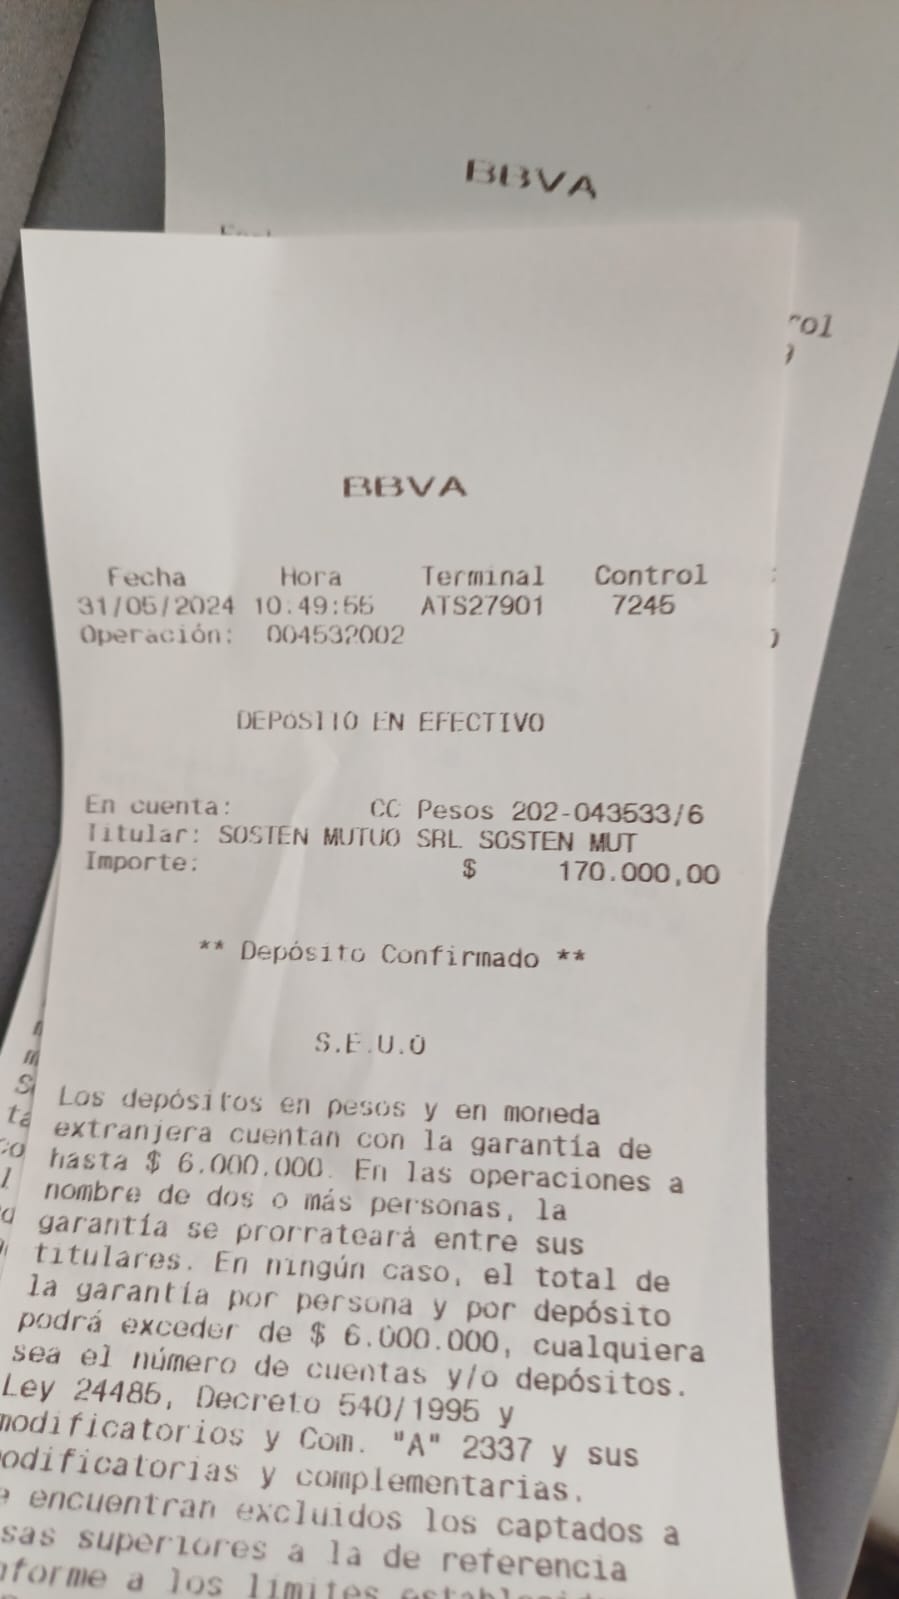 BBVA
rol
BBVA
Fecha Hora Terminal Control
31/05/2024 10:49:55 ATS27901 7245
Operación: 004532002
DEPÓSITO EN EFECTIVO
En cuenta: CC Pesos 202-043533/6
Titular: SOSTEN MUTUO SRL SOSTEN MUT
Importe: $ 170.000,00
** Depósito Confirmado **
S.E.U.O
Los depósitos en pesos y en moneda
extranjera cuentan con la garantía de
hasta $ 6.000.000. En las operaciones a
nombre de dos o más personas, la
garantía se prorrateará entre sus
titulares. En ningún caso, el total de
la garantía por persona y por depósito
podrá exceder de $ 6.000.000, cualquiera
sea el número de cuentas y/o depósitos.
Ley 24485, Decreto 540/1995 y
modificatorios y Com. "A" 2337 y sus
odificatorias y complementarias.
e encuentran excluidos los captados a
sas superiores a la de referencia
nforme a los límites